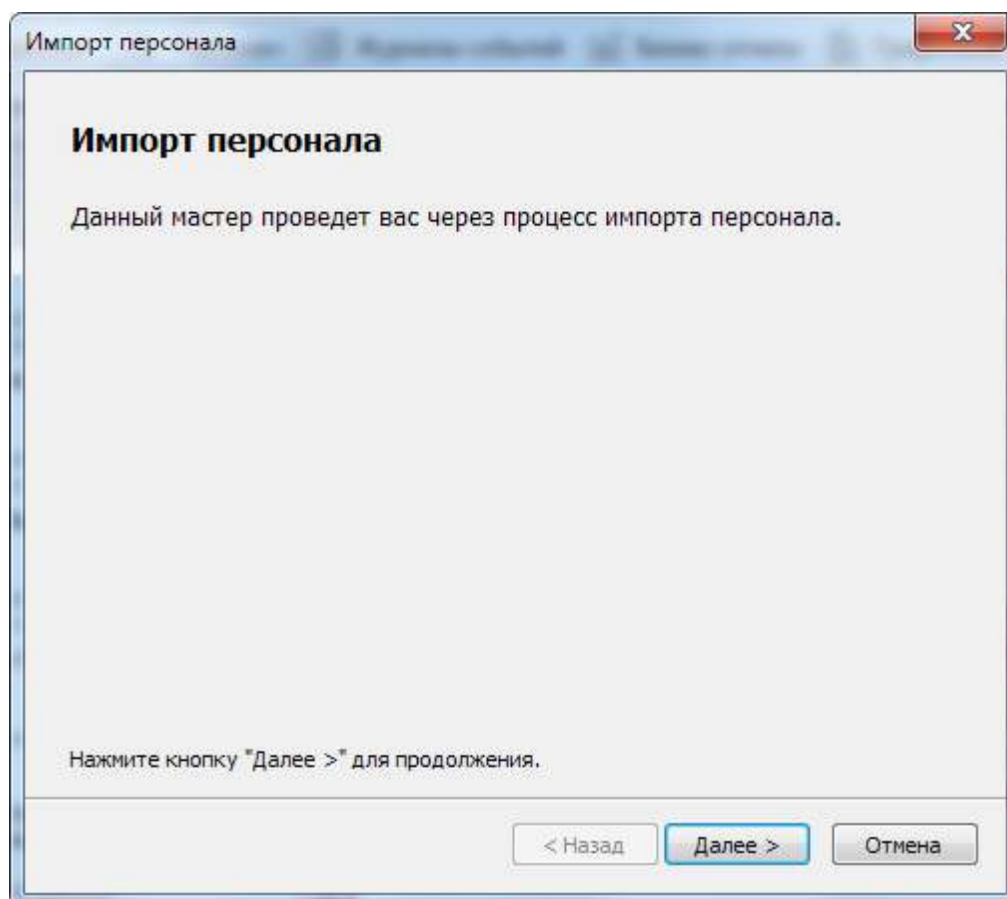 Импорт персонала
Импорт персонала
Данный мастер проведет вас через процесс импорта персонала.
Нажмите кнопку "Далее >" для продолжения.
< Назад
Далее >
Отмена